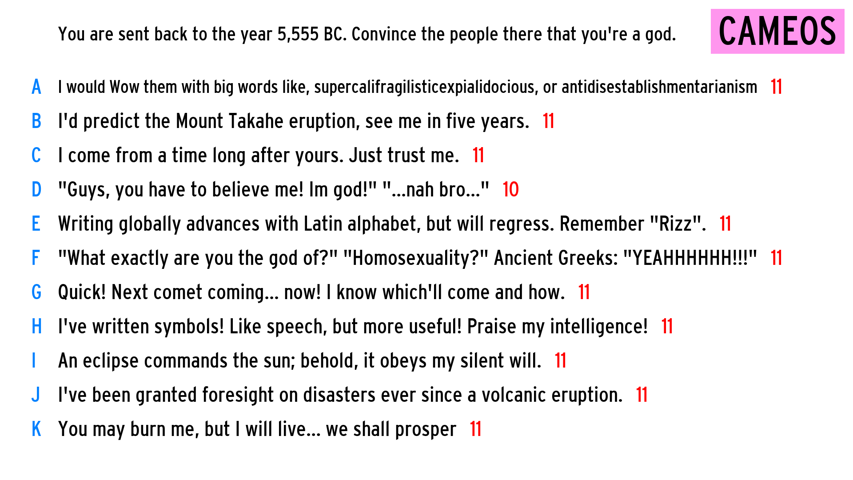 You are sent back to the year 5,555 BC. Convince the people there that you're a god.
CAMEOS
A I would Wow them with big words like, supercalifragilisticexpialidocious, or antidisestablishmentarianism 11
B I'd predict the Mount Takahe eruption, see me in five years. 11
C I come from a time long after yours. Just trust me. 11
D "Guys, you have to believe me! Im god!" "...nah bro..." 10
E Writing globally advances with Latin alphabet, but will regress. Remember "Rizz". 11
F "What exactly are you the god of?" "Homosexuality?" Ancient Greeks: "YEAHHHHHH!!!" 11
G Quick! Next comet coming... now! I know which'll come and how. 11
H I've written symbols! Like speech, but more useful! Praise my intelligence! 11
I An eclipse commands the sun; behold, it obeys my silent will. 11
J I've been granted foresight on disasters ever since a volcanic eruption. 11
K You may burn me, but I will live... we shall prosper 11